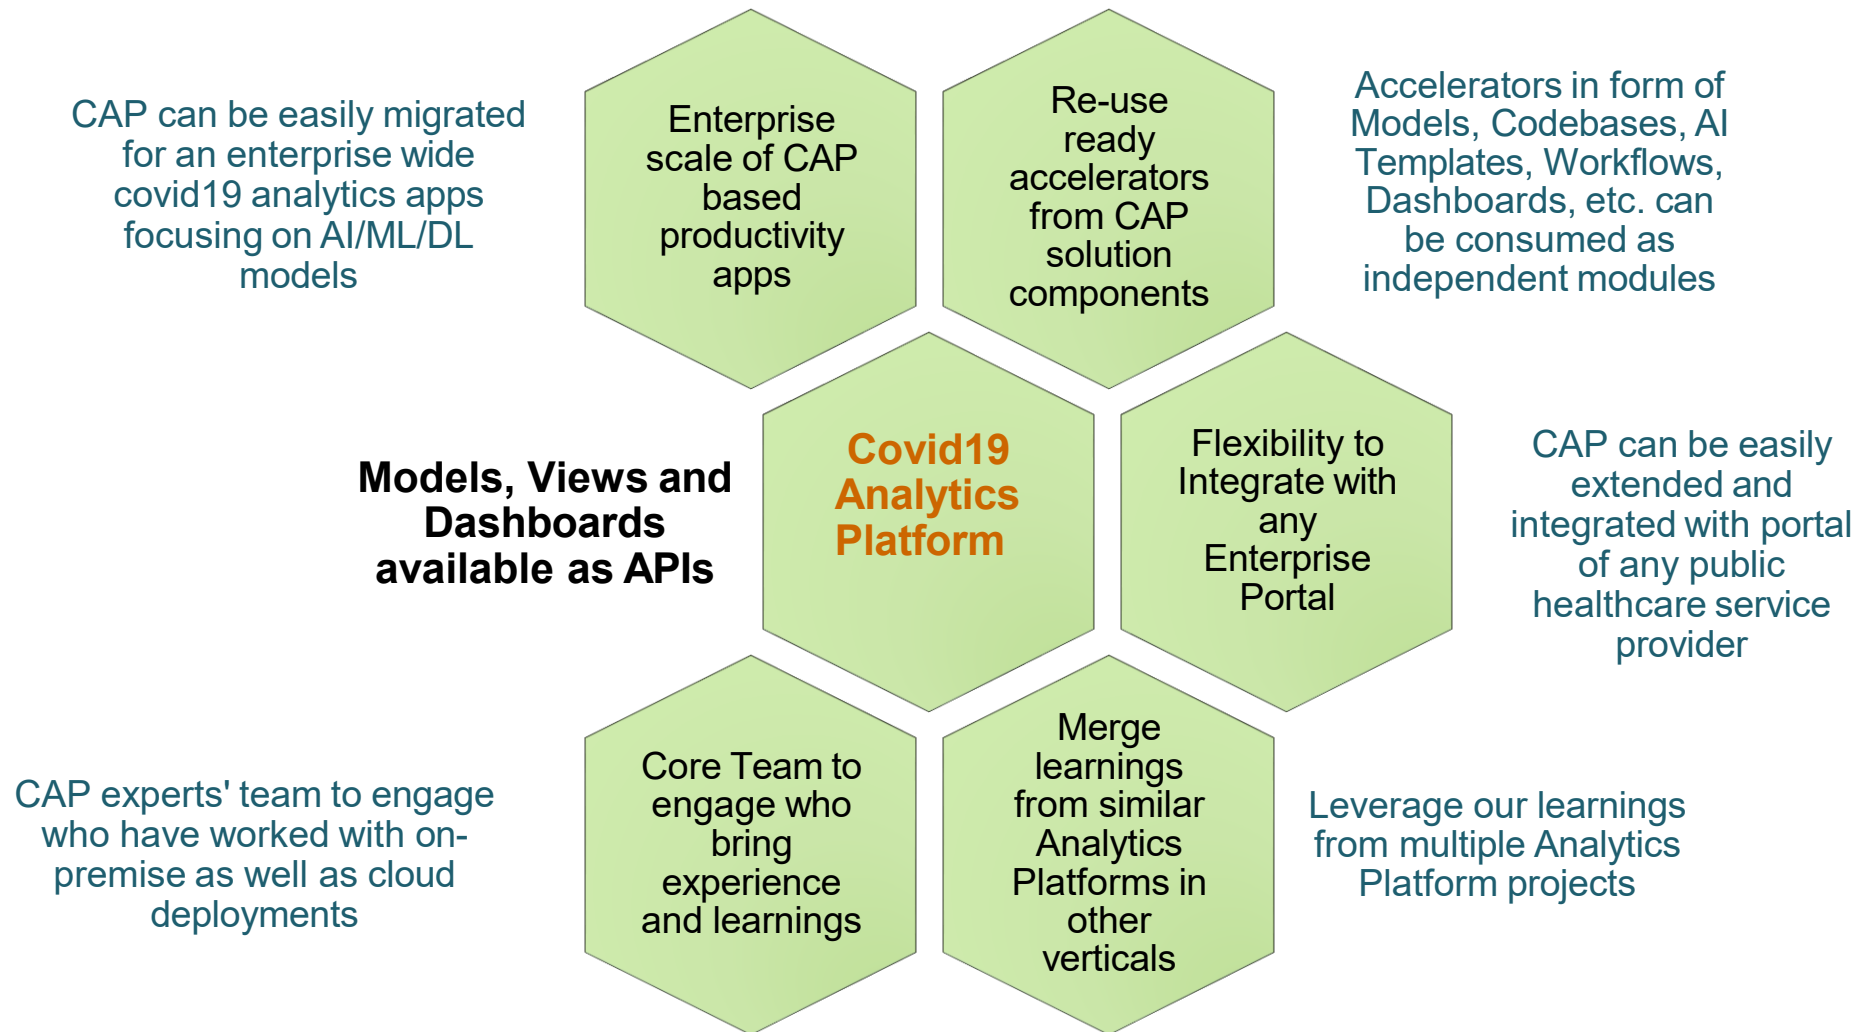 CAP can be easily migrated
for an enterprise wide
covid19 analytics apps
focusing on AI/ML/DL
models
Enterprise
scale of CAP
based
productivity
apps
Re-use
ready
accelerators
from CAP
solution
components
Accelerators in form of
Models, Codebases, AI
Templates, Workflows,
Dashboards, etc. can
be consumed as
independent modules
Models, Views and
Dashboards
available as APIs
Covid19
Analytics
Platform
Flexibility to
Integrate with
any
Enterprise
Portal
CAP can be easily
extended and
integrated with portal
of any public
healthcare service
provider
CAP experts' team to engage
who have worked with on-
premise as well as cloud
deployments
Core Team to
engage who
bring
experience
and learnings
Merge
learnings
from similar
Analytics
Platforms in
other
verticals
Leverage our learnings
from multiple Analytics
Platform projects